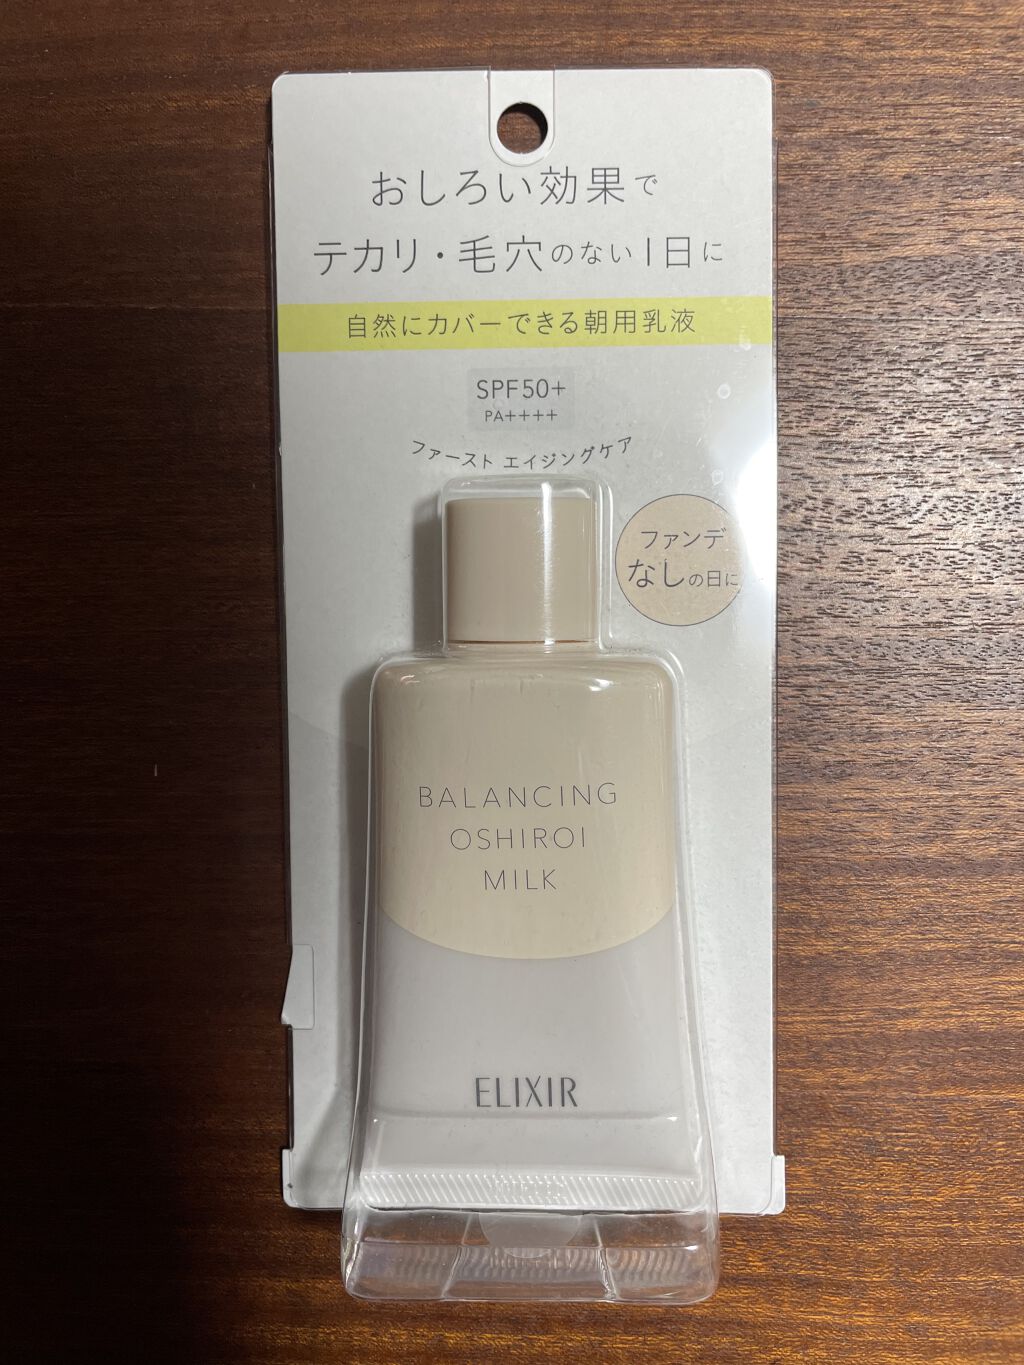 おしろい効果で
テカリ・毛穴のない1日に
自然にカバーできる朝用乳液
SPF50+
PA++++
ファースト エイジングケア
ファンデ
なしの日に
BALANCING
OSHIROI
MILK
ELIXIR